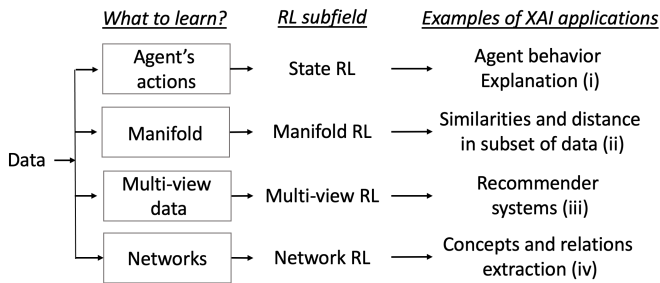 What to learn?
RL subfield
Examples of XAI applications
Data
Agent's
actions
State RL
Agent behavior
Explanation (i)
Manifold
Manifold RL
Similarities and distance
in subset of data (ii)
Multi-view
data
Multi-view RL
Recommender
systems (iii)
Networks
Network RL
Concepts and relations
extraction (iv)